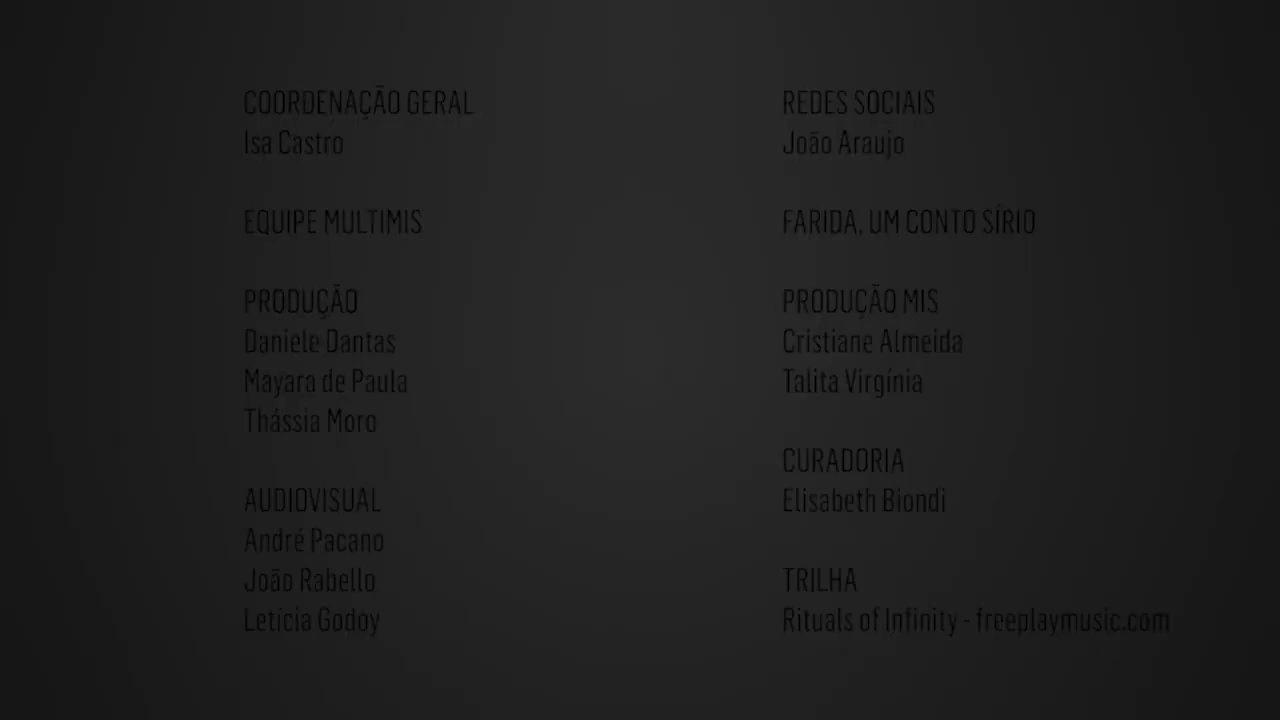 COORDENAÇÃO GERAL
Isa Castro
EQUIPE MULTIMIS
PRODUÇÃO
Daniele Dantas
Mayara de Paula
Thássia Moro
AUDIOVISUAL
André Pacano
João Rabello
Letícia Godoy
REDES SOCIAIS
João Araujo
FARIDA, UM CONTO SÍRIO
PRODUÇÃO MIS
Cristiane Almeida
Talita Virgínia
CURADORIA
Elisabeth Biondi
TRILHA
Rituals of Infinity - freeplaymusic.com